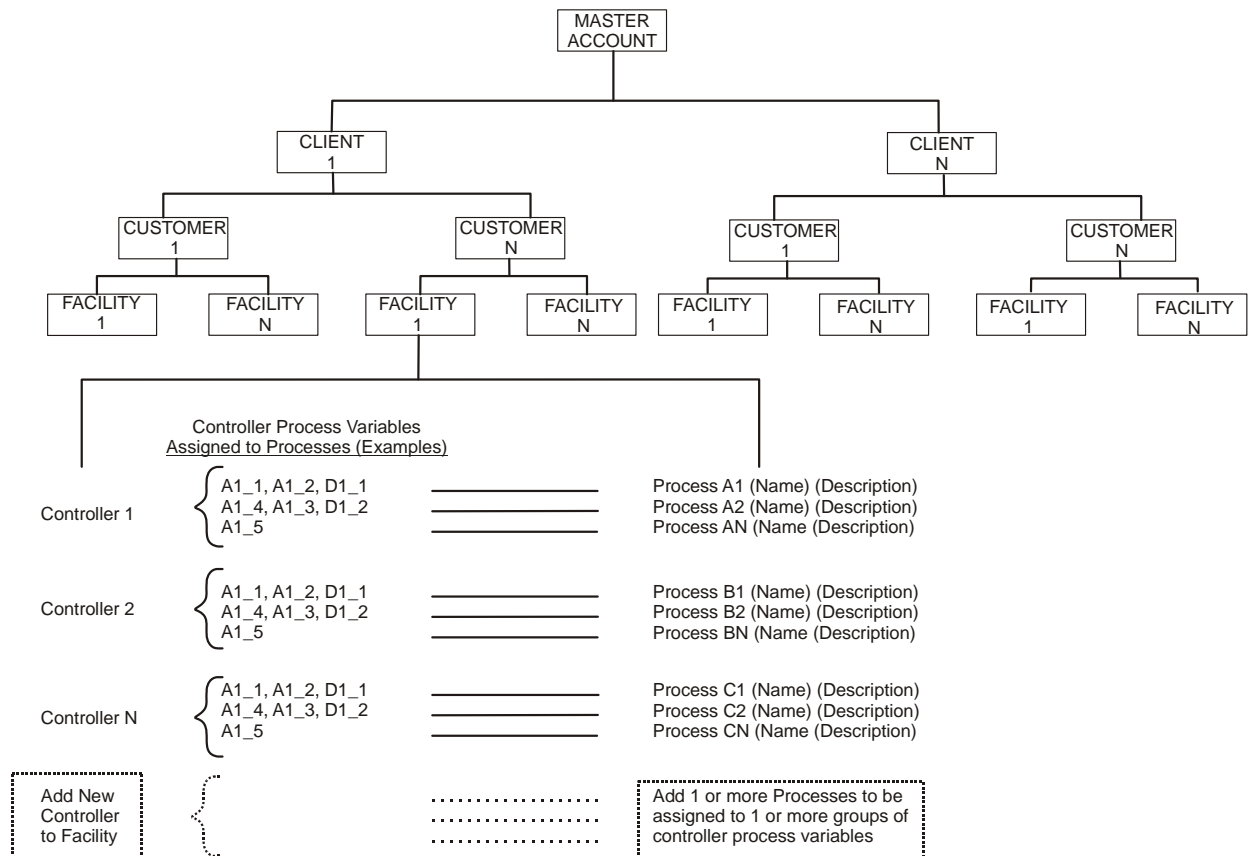 MASTER
ACCOUNT
CLIENT
1
CLIENT
N
CUSTOMER
1
CUSTOMER
N
CUSTOMER
1
CUSTOMER
N
FACILITY
1
FACILITY
N
FACILITY
1
FACILITY
N
FACILITY
1
FACILITY
N
FACILITY
1
FACILITY
N
Controller Process Variables
Assigned to Processes (Examples)
Controller 1
A1_1, A1_2, D1_1
A1_4, A1_3, D1_2
A1_5
Process A1 (Name) (Description)
Process A2 (Name) (Description)
Process AN (Name (Description)
Controller 2
A1_1, A1_2, D1_1
A1_4, A1_3, D1_2
A1_5
Process B1 (Name) (Description)
Process B2 (Name) (Description)
Process BN (Name (Description)
Controller N
A1_1, A1_2, D1_1
A1_4, A1_3, D1_2
A1_5
Process C1 (Name) (Description)
Process C2 (Name) (Description)
Process CN (Name (Description)
Add New
Controller
to Facility
Add 1 or more Processes to be
assigned to 1 or more groups of
controller process variables